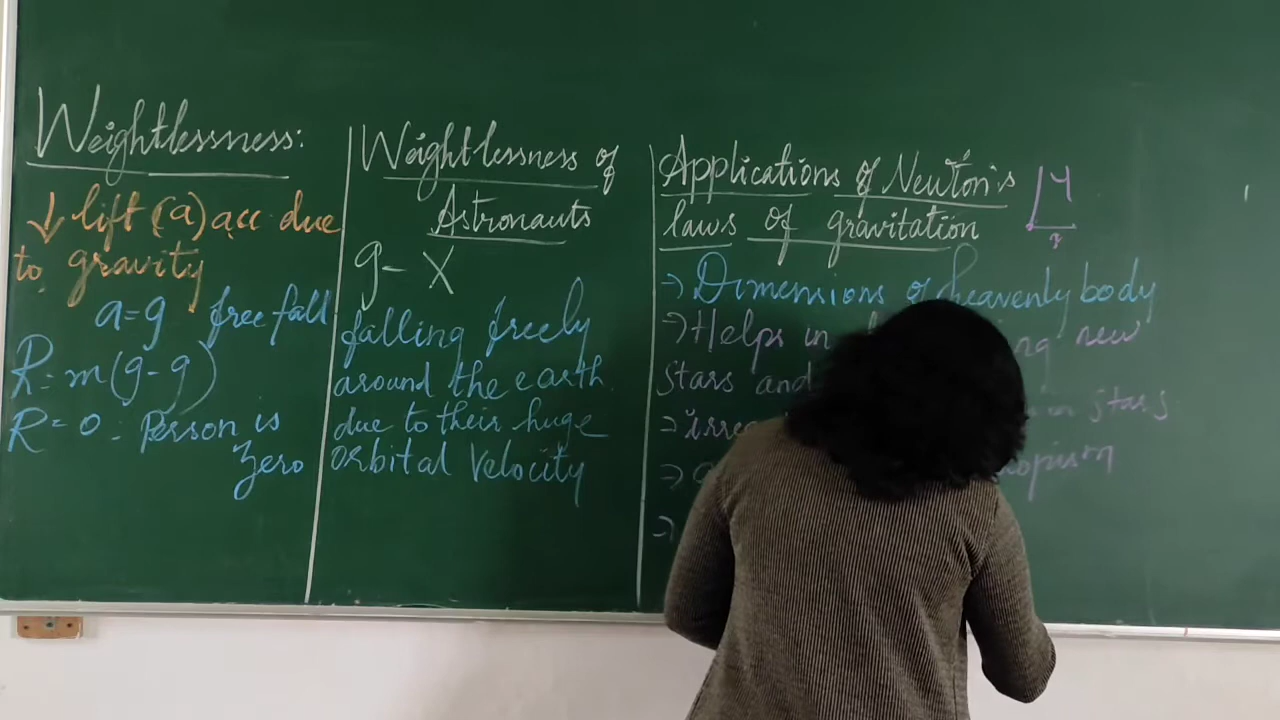 Weightlessness:
↓ lift (a) acc due
to gravity
a=g free fall
R=m(g-g)
R=0: Person is
Zero
Weightlessness of
Astronauts
g- X
falling freely
around the earth
due to their huge
orbital velocity
Applications of Newton's
laws of gravitation
→ Dimensions of heavenly body
→ Helps in new
stars and
→ stars
→
→